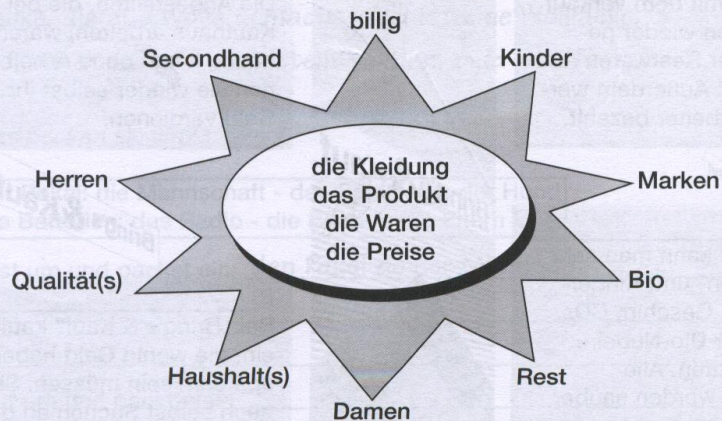 billig
Secondhand
Kinder
Herren
Marken
die Kleidung
das Produkt
die Waren
die Preise
Qualität(s)
Bio
Haushalt(s)
Rest
Damen